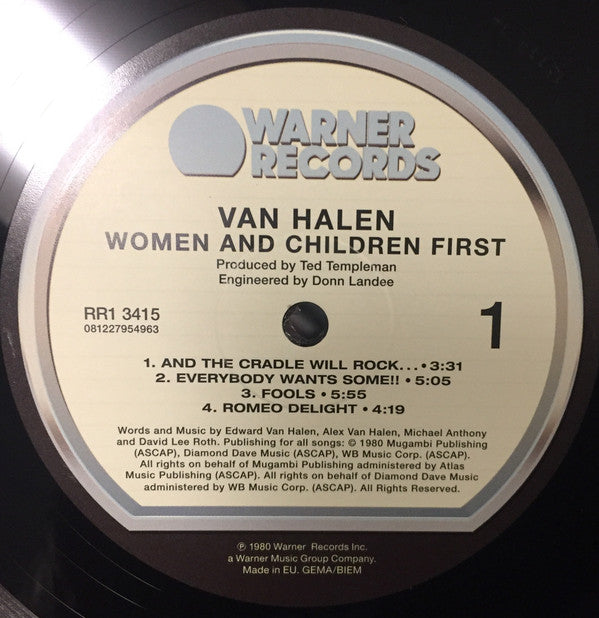 WARNER
RECORDS
VAN HALEN
WOMEN AND CHILDREN FIRST
Produced by Ted Templeman
Engineered by Donn Landee
RR1 3415
081227954963
1
1. AND THE CRADLE WILL ROCK... • 3:31
2. EVERYBODY WANTS SOME!! • 5:05
3. FOOLS • 5:55
4. ROMEO DELIGHT • 4:19
Words and Music by Edward Van Halen, Alex Van Halen, Michael Anthony
and David Lee Roth. Publishing for all songs: © 1980 Mugambi Publishing
(ASCAP), Diamond Dave Music (ASCAP), WB Music Corp. (ASCAP).
All rights on behalf of Mugambi Publishing administered by Atlas
Music Publishing (ASCAP). All rights on behalf of Diamond Dave Music
administered by WB Music Corp. (ASCAP). All Rights Reserved.
℗ 1980 Warner Records Inc.
a Warner Music Group Company.
Made in EU. GEMA/BIEM